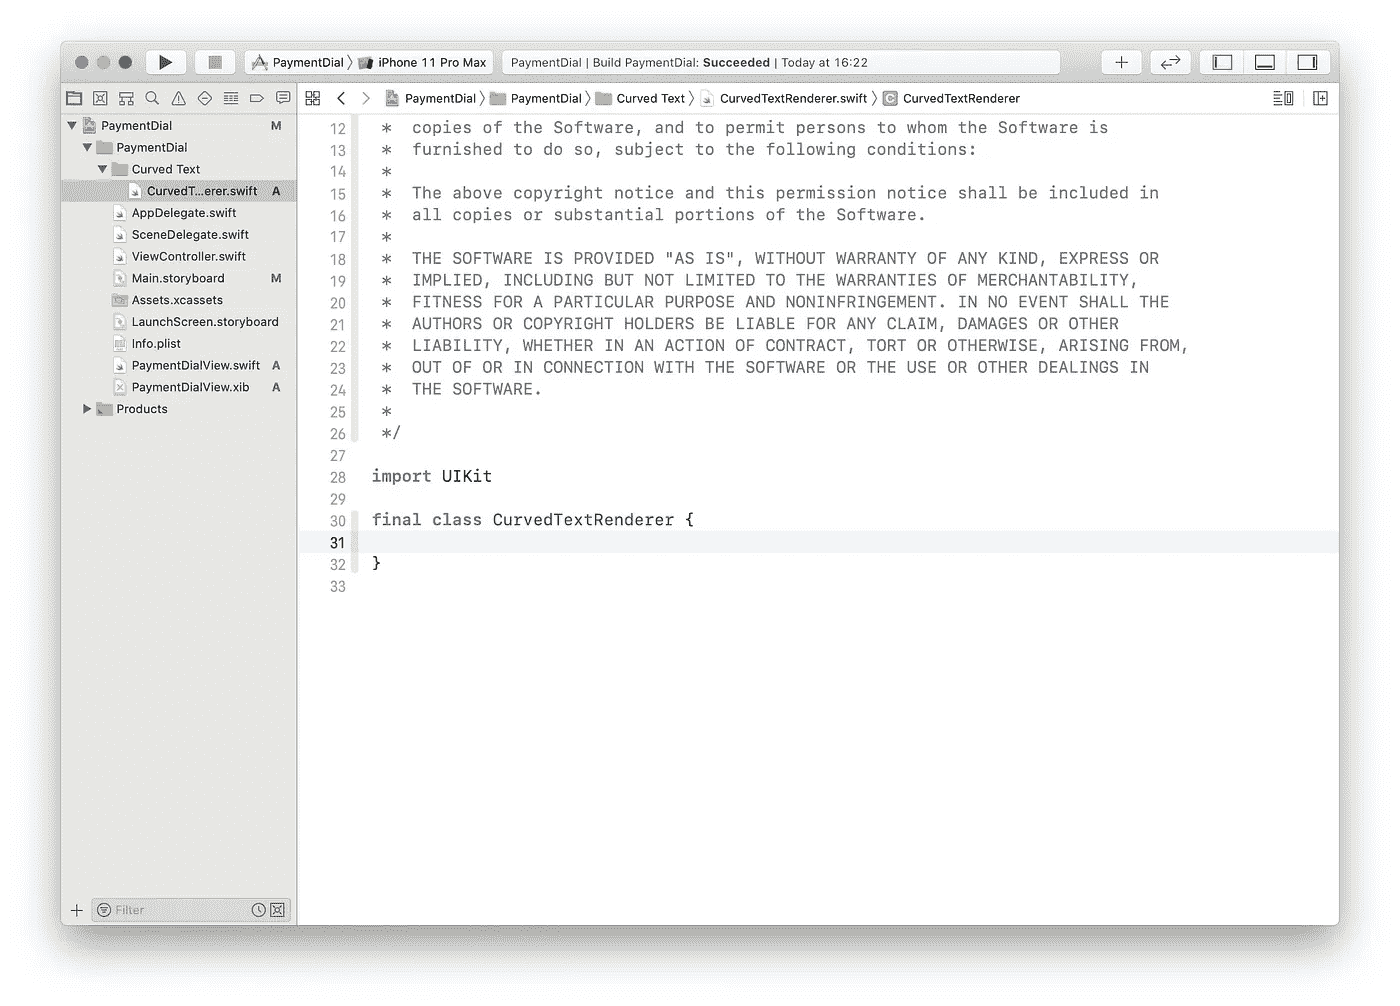 PaymentDial 〉 iPhone 11 Pro Max
PaymentDial | Build PaymentDial: Succeeded | Today at 16:22
PaymentDial 〉 PaymentDial 〉 Curved Text 〉 CurvedTextRenderer.swift 〉 C CurvedTextRenderer
PaymentDial M
PaymentDial
Curved Text
CurvedT...erer.swift A
AppDelegate.swift
SceneDelegate.swift
ViewController.swift
Main.storyboard M
Assets.xcassets
LaunchScreen.storyboard
Info.plist
PaymentDialView.swift A
PaymentDialView.xib A
Products
Filter
12 * copies of the Software, and to permit persons to whom the Software is
13 * furnished to do so, subject to the following conditions:
14 *
15 * The above copyright notice and this permission notice shall be included in
16 * all copies or substantial portions of the Software.
17 *
18 * THE SOFTWARE IS PROVIDED "AS IS", WITHOUT WARRANTY OF ANY KIND, EXPRESS OR
19 * IMPLIED, INCLUDING BUT NOT LIMITED TO THE WARRANTIES OF MERCHANTABILITY,
20 * FITNESS FOR A PARTICULAR PURPOSE AND NONINFRINGEMENT. IN NO EVENT SHALL THE
21 * AUTHORS OR COPYRIGHT HOLDERS BE LIABLE FOR ANY CLAIM, DAMAGES OR OTHER
22 * LIABILITY, WHETHER IN AN ACTION OF CONTRACT, TORT OR OTHERWISE, ARISING FROM,
23 * OUT OF OR IN CONNECTION WITH THE SOFTWARE OR THE USE OR OTHER DEALINGS IN
24 * THE SOFTWARE.
25 *
26 */
27
28 import UIKit
29
30 final class CurvedTextRenderer {
31
32 }
33